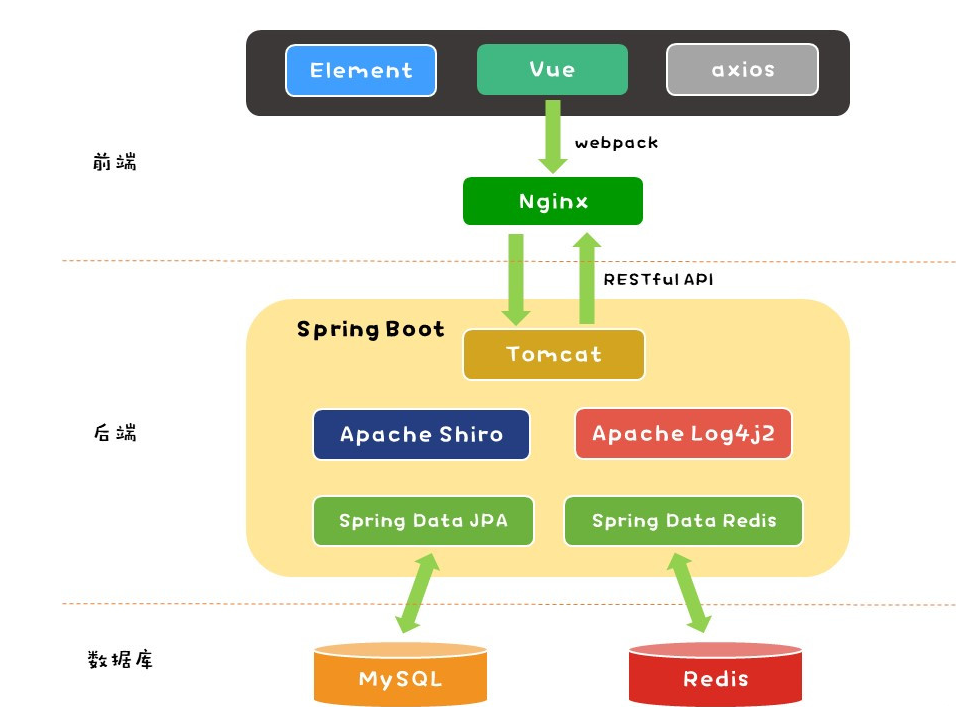 Element
Vue
axios
webpack
前端
Nginx
RESTful API
Spring Boot
Tomcat
后端
Apache Shiro
Apache Log4j2
Spring Data JPA
Spring Data Redis
数据库
MySQL
Redis